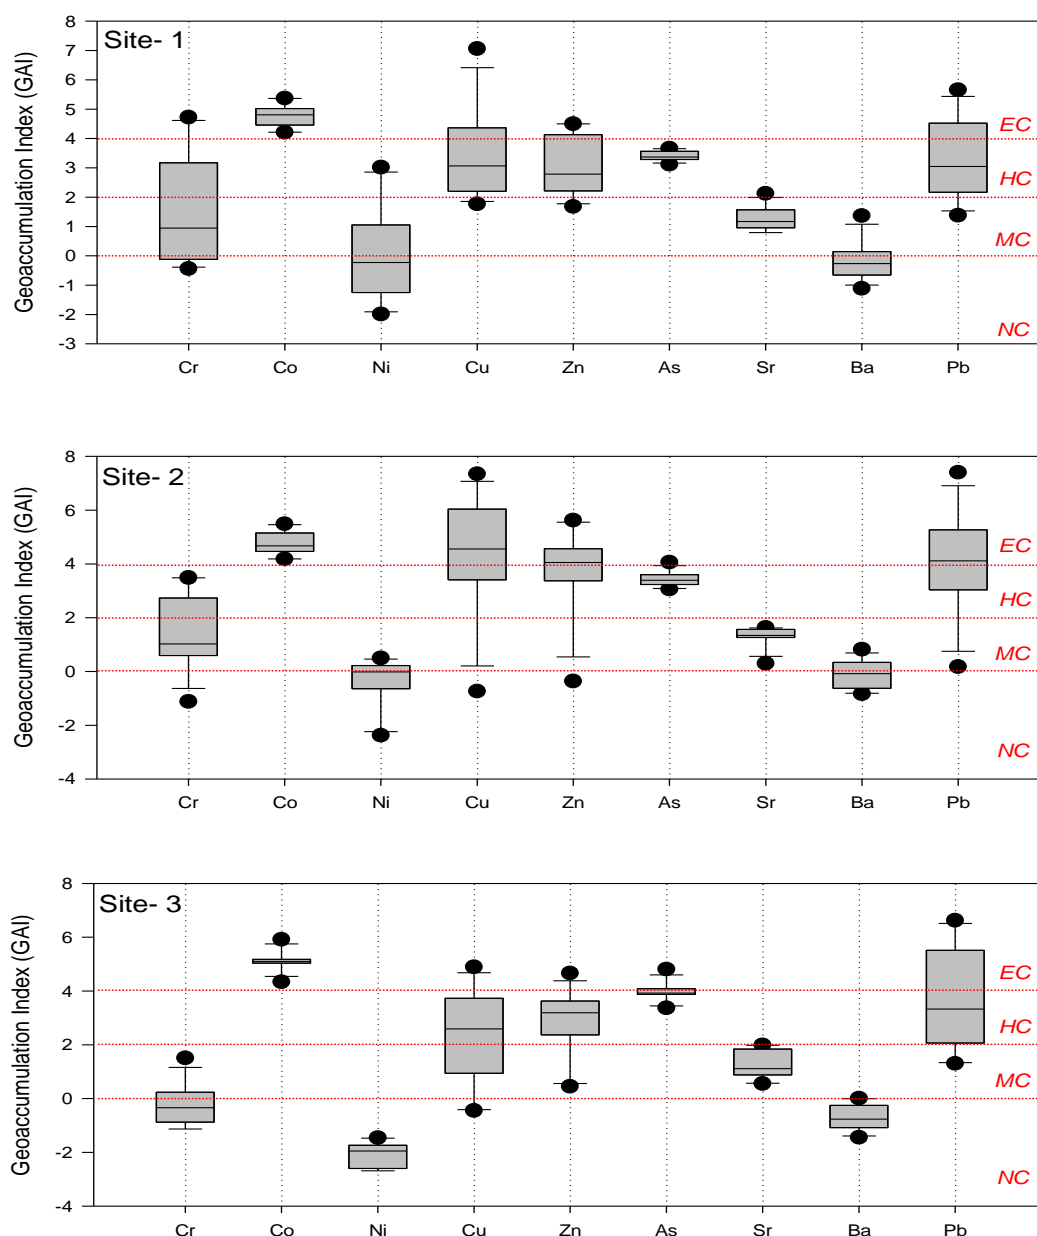 Site- 1
Geoaccumulation Index (GAI)
8
7
6
5
4
3
2
1
0
-1
-2
-3
EC
HC
MC
NC
Cr Co Ni Cu Zn As Sr Ba Pb
Site- 2
Geoaccumulation Index (GAI)
8
6
4
2
0
-2
-4
EC
HC
MC
NC
Cr Co Ni Cu Zn As Sr Ba Pb
Site- 3
Geoaccumulation Index (GAI)
8
6
4
2
0
-2
-4
EC
HC
MC
NC
Cr Co Ni Cu Zn As Sr Ba Pb